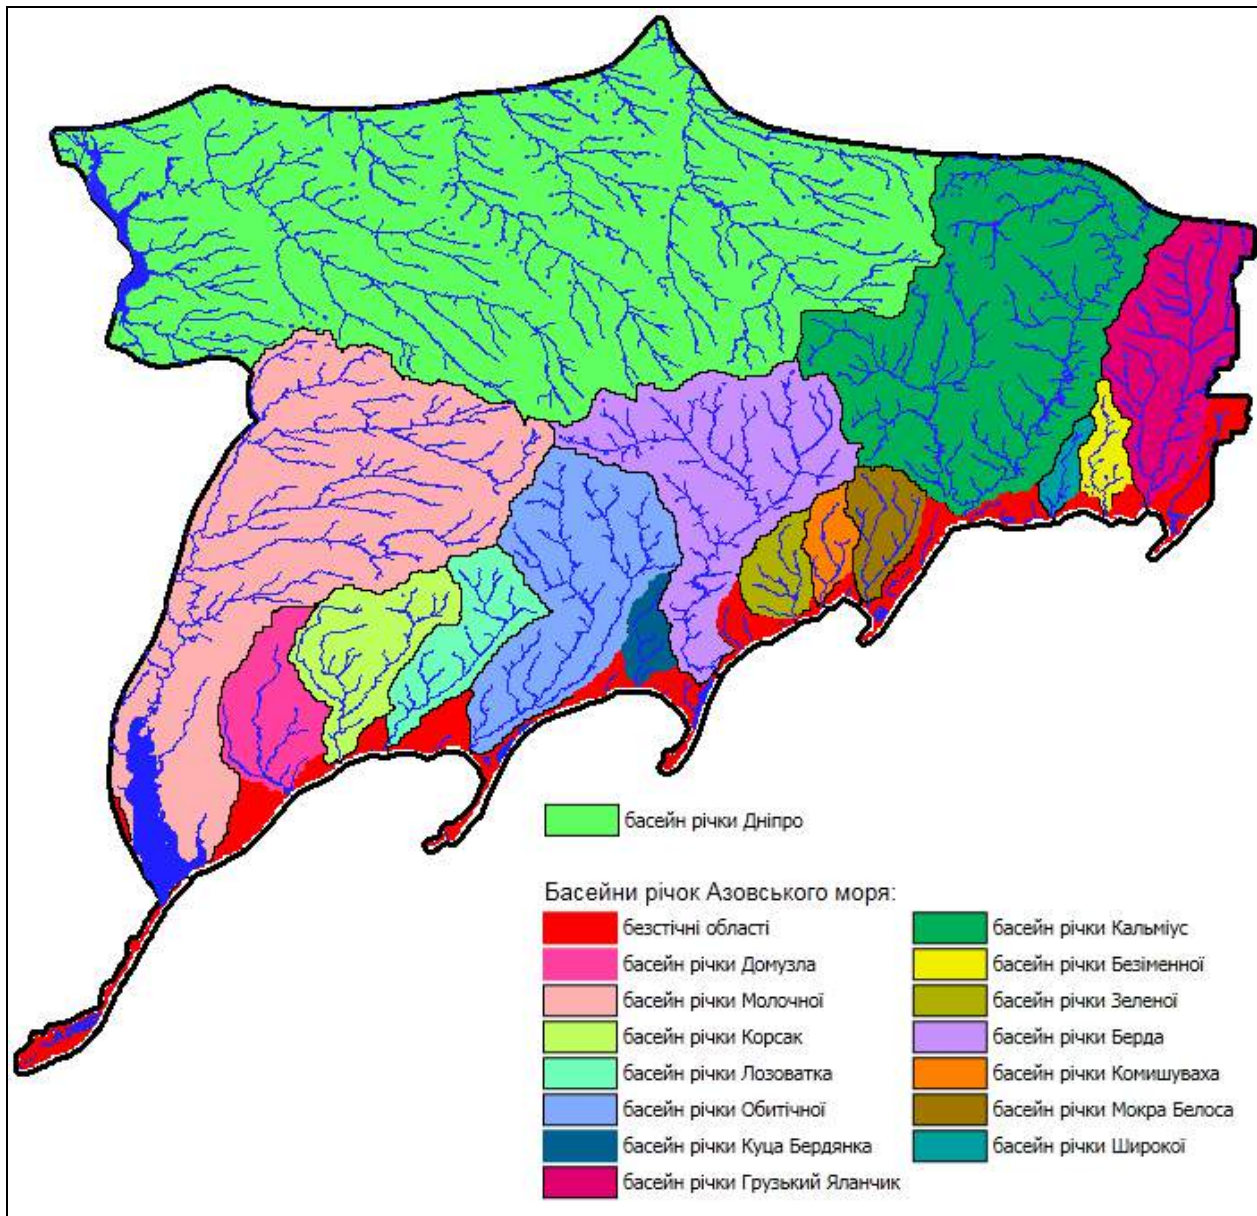 басейн річки Дніпро
Басейни річок Азовського моря:
безстічні області
басейн річки Домузла
басейн річки Молочної
басейн річки Корсак
басейн річки Лозоватка
басейн річки Обитічної
басейн річки Куца Бердянка
басейн річки Грузький Яланчик
басейн річки Кальміус
басейн річки Безіменної
басейн річки Зеленої
басейн річки Берда
басейн річки Комишуваха
басейн річки Мокра Белоса
басейн річки Широкої